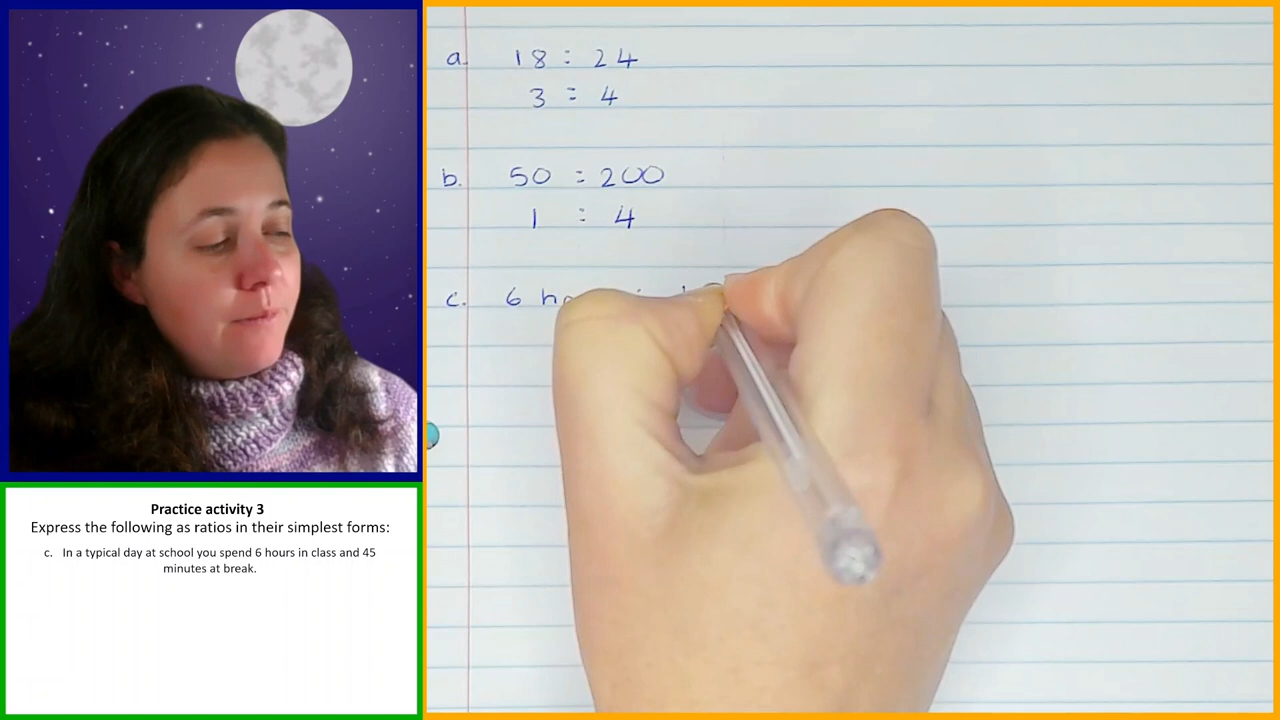 a. 18 : 24
3 : 4
b. 50 : 200
1 : 4
c. 6
Practice activity 3
Express the following as ratios in their simplest forms:
c. In a typical day at school you spend 6 hours in class and 45
minutes at break.